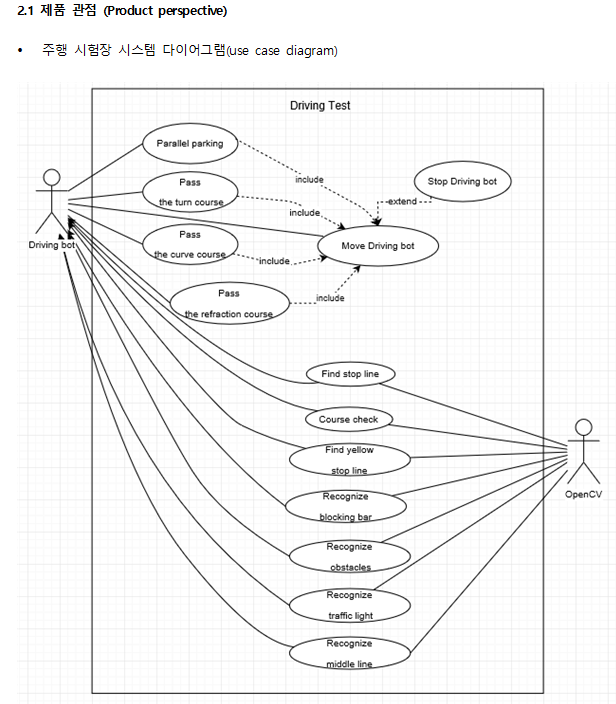 2.1 제품 관점 (Product perspective)
• 주행 시험장 시스템 다이어그램(use case diagram)
Driving Test
Parallel parking
include
Pass
the turn course
include
Stop Driving bot
extend
Driving bot
Pass
the curve course
include
Move Driving bot
Pass
the refraction course
include
Find stop line
Course check
Find yellow
stop line
OpenCV
Recognize
blocking bar
Recognize
obstacles
Recognize
traffic light
Recognize
middle line